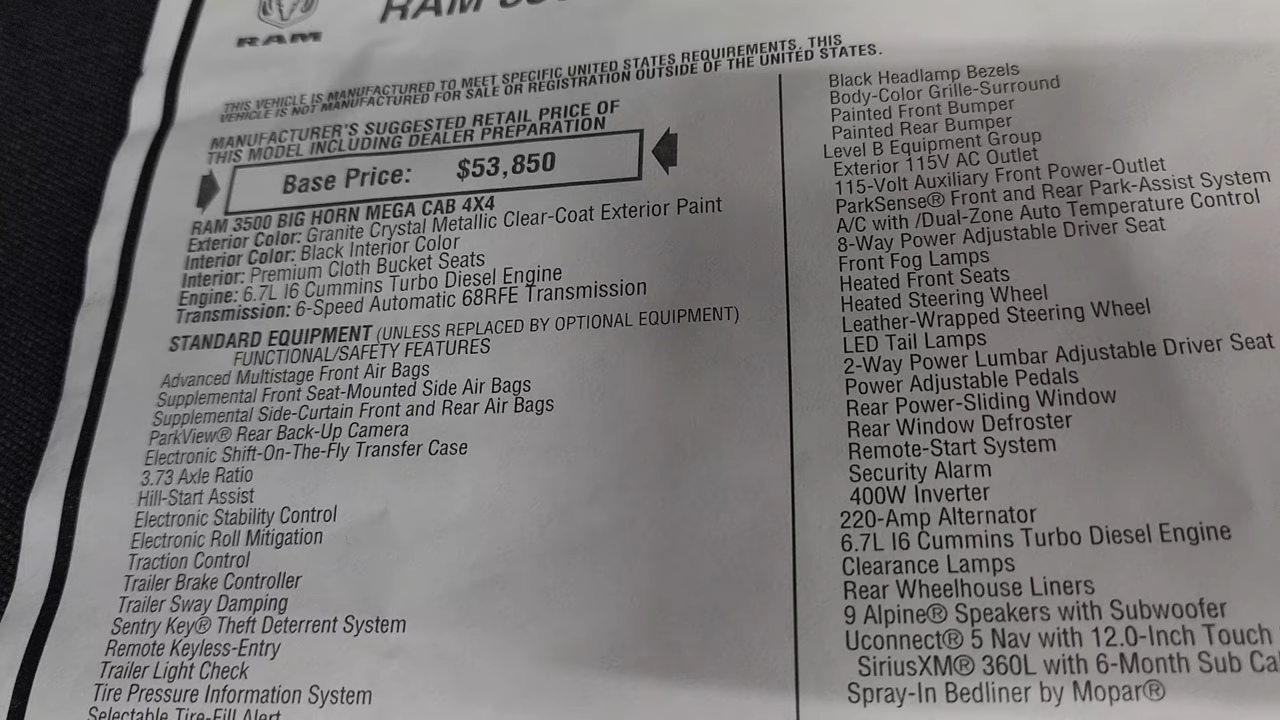 RAM
RAM
THIS VEHICLE IS MANUFACTURED TO MEET SPECIFIC UNITED STATES REQUIREMENTS. THIS
VEHICLE IS NOT MANUFACTURED FOR SALE OR REGISTRATION OUTSIDE OF THE UNITED STATES.
MANUFACTURER'S SUGGESTED RETAIL PRICE OF
THIS MODEL INCLUDING DEALER PREPARATION
Base Price: $53,850
RAM 3500 BIG HORN MEGA CAB 4X4
Exterior Color: Granite Crystal Metallic Clear-Coat Exterior Paint
Interior Color: Black Interior Color
Interior: Premium Cloth Bucket Seats
Engine: 6.7L I6 Cummins Turbo Diesel Engine
Transmission: 6-Speed Automatic 68RFE Transmission
STANDARD EQUIPMENT (UNLESS REPLACED BY OPTIONAL EQUIPMENT)
FUNCTIONAL/SAFETY FEATURES
Advanced Multistage Front Air Bags
Supplemental Front Seat-Mounted Side Air Bags
Supplemental Side-Curtain Front and Rear Air Bags
ParkView® Rear Back-Up Camera
Electronic Shift-On-The-Fly Transfer Case
3.73 Axle Ratio
Hill-Start Assist
Electronic Stability Control
Electronic Roll Mitigation
Traction Control
Trailer Brake Controller
Trailer Sway Damping
Sentry Key® Theft Deterrent System
Remote Keyless-Entry
Trailer Light Check
Tire Pressure Information System
Selectable Tire-Fill Alert
Black Headlamp Bezels
Body-Color Grille-Surround
Painted Front Bumper
Painted Rear Bumper
Level B Equipment Group
Exterior 115V AC Outlet
115-Volt Auxiliary Front Power-Outlet
ParkSense® Front and Rear Park-Assist System
A/C with /Dual-Zone Auto Temperature Control
8-Way Power Adjustable Driver Seat
Front Fog Lamps
Heated Front Seats
Heated Steering Wheel
Leather-Wrapped Steering Wheel
LED Tail Lamps
2-Way Power Lumbar Adjustable Driver Seat
Power Adjustable Pedals
Rear Power-Sliding Window
Rear Window Defroster
Remote-Start System
Security Alarm
400W Inverter
220-Amp Alternator
6.7L I6 Cummins Turbo Diesel Engine
Clearance Lamps
Rear Wheelhouse Liners
9 Alpine® Speakers with Subwoofer
Uconnect® 5 Nav with 12.0-Inch Touch
SiriusXM® 360L with 6-Month Sub
Spray-In Bedliner by Mopar®